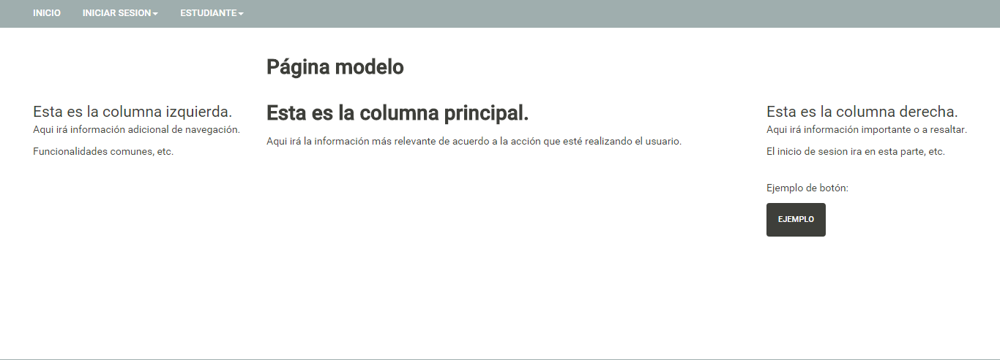 INICIO INICIAR SESION ESTUDIANTE
Página modelo
Esta es la columna izquierda.
Aqui irá información adicional de navegación.
Funcionalidades comunes, etc.
Esta es la columna principal.
Aqui irá la información más relevante de acuerdo a la acción que esté realizando el usuario.
Esta es la columna derecha.
Aqui irá información importante o a resaltar.
El inicio de sesion ira en esta parte, etc.
Ejemplo de botón:
EJEMPLO